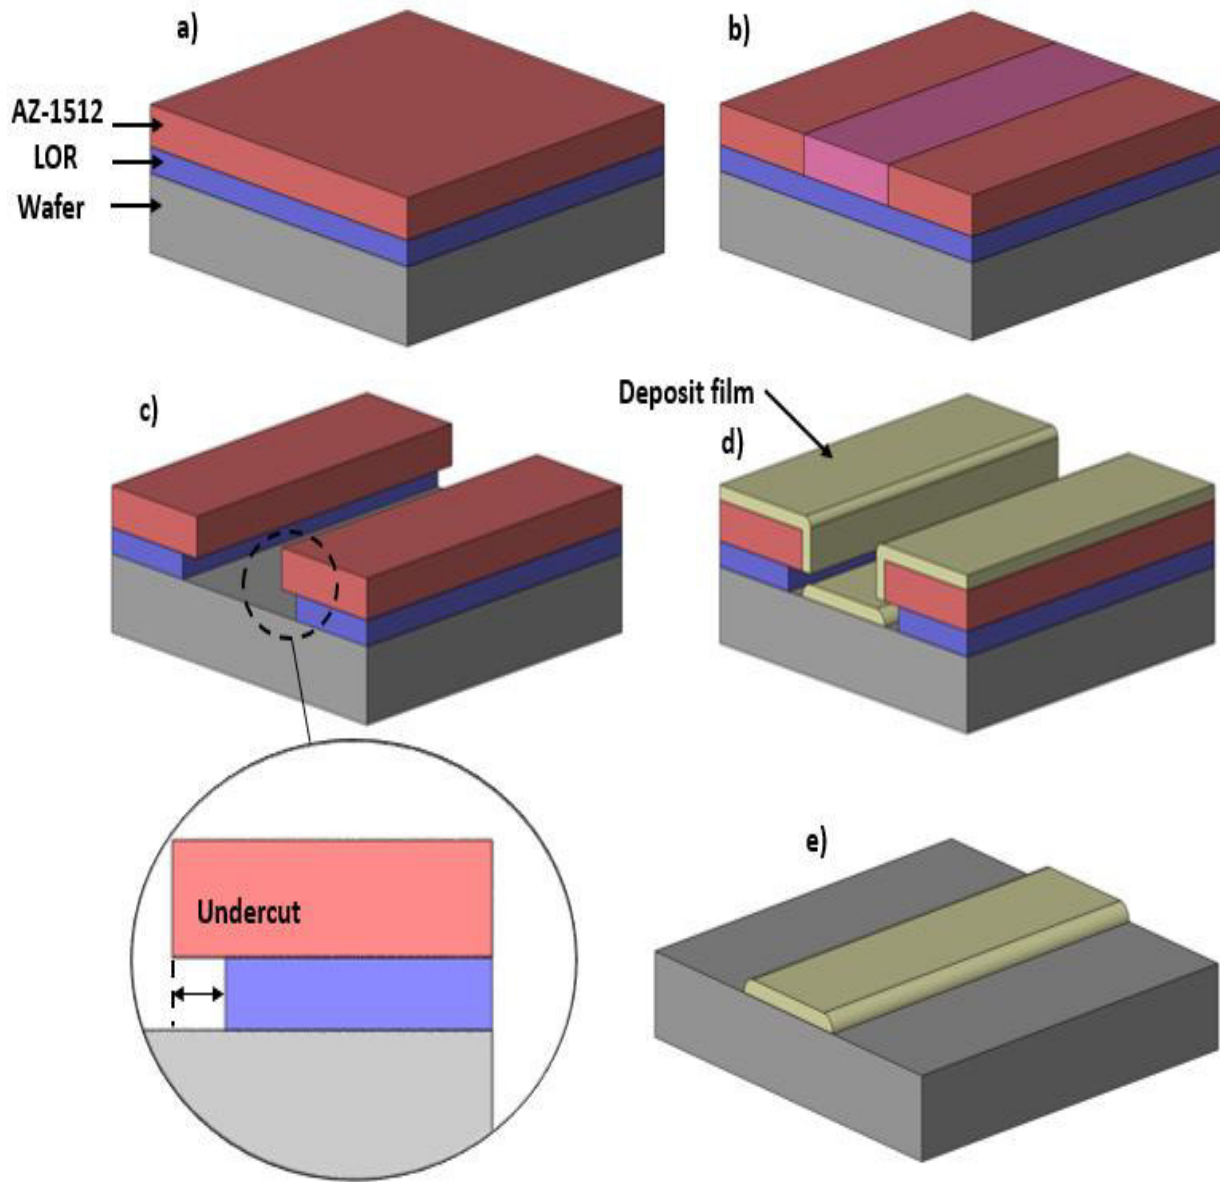 a)
b)
AZ-1512
LOR
Wafer
c)
Deposit film
d)
Undercut
e)